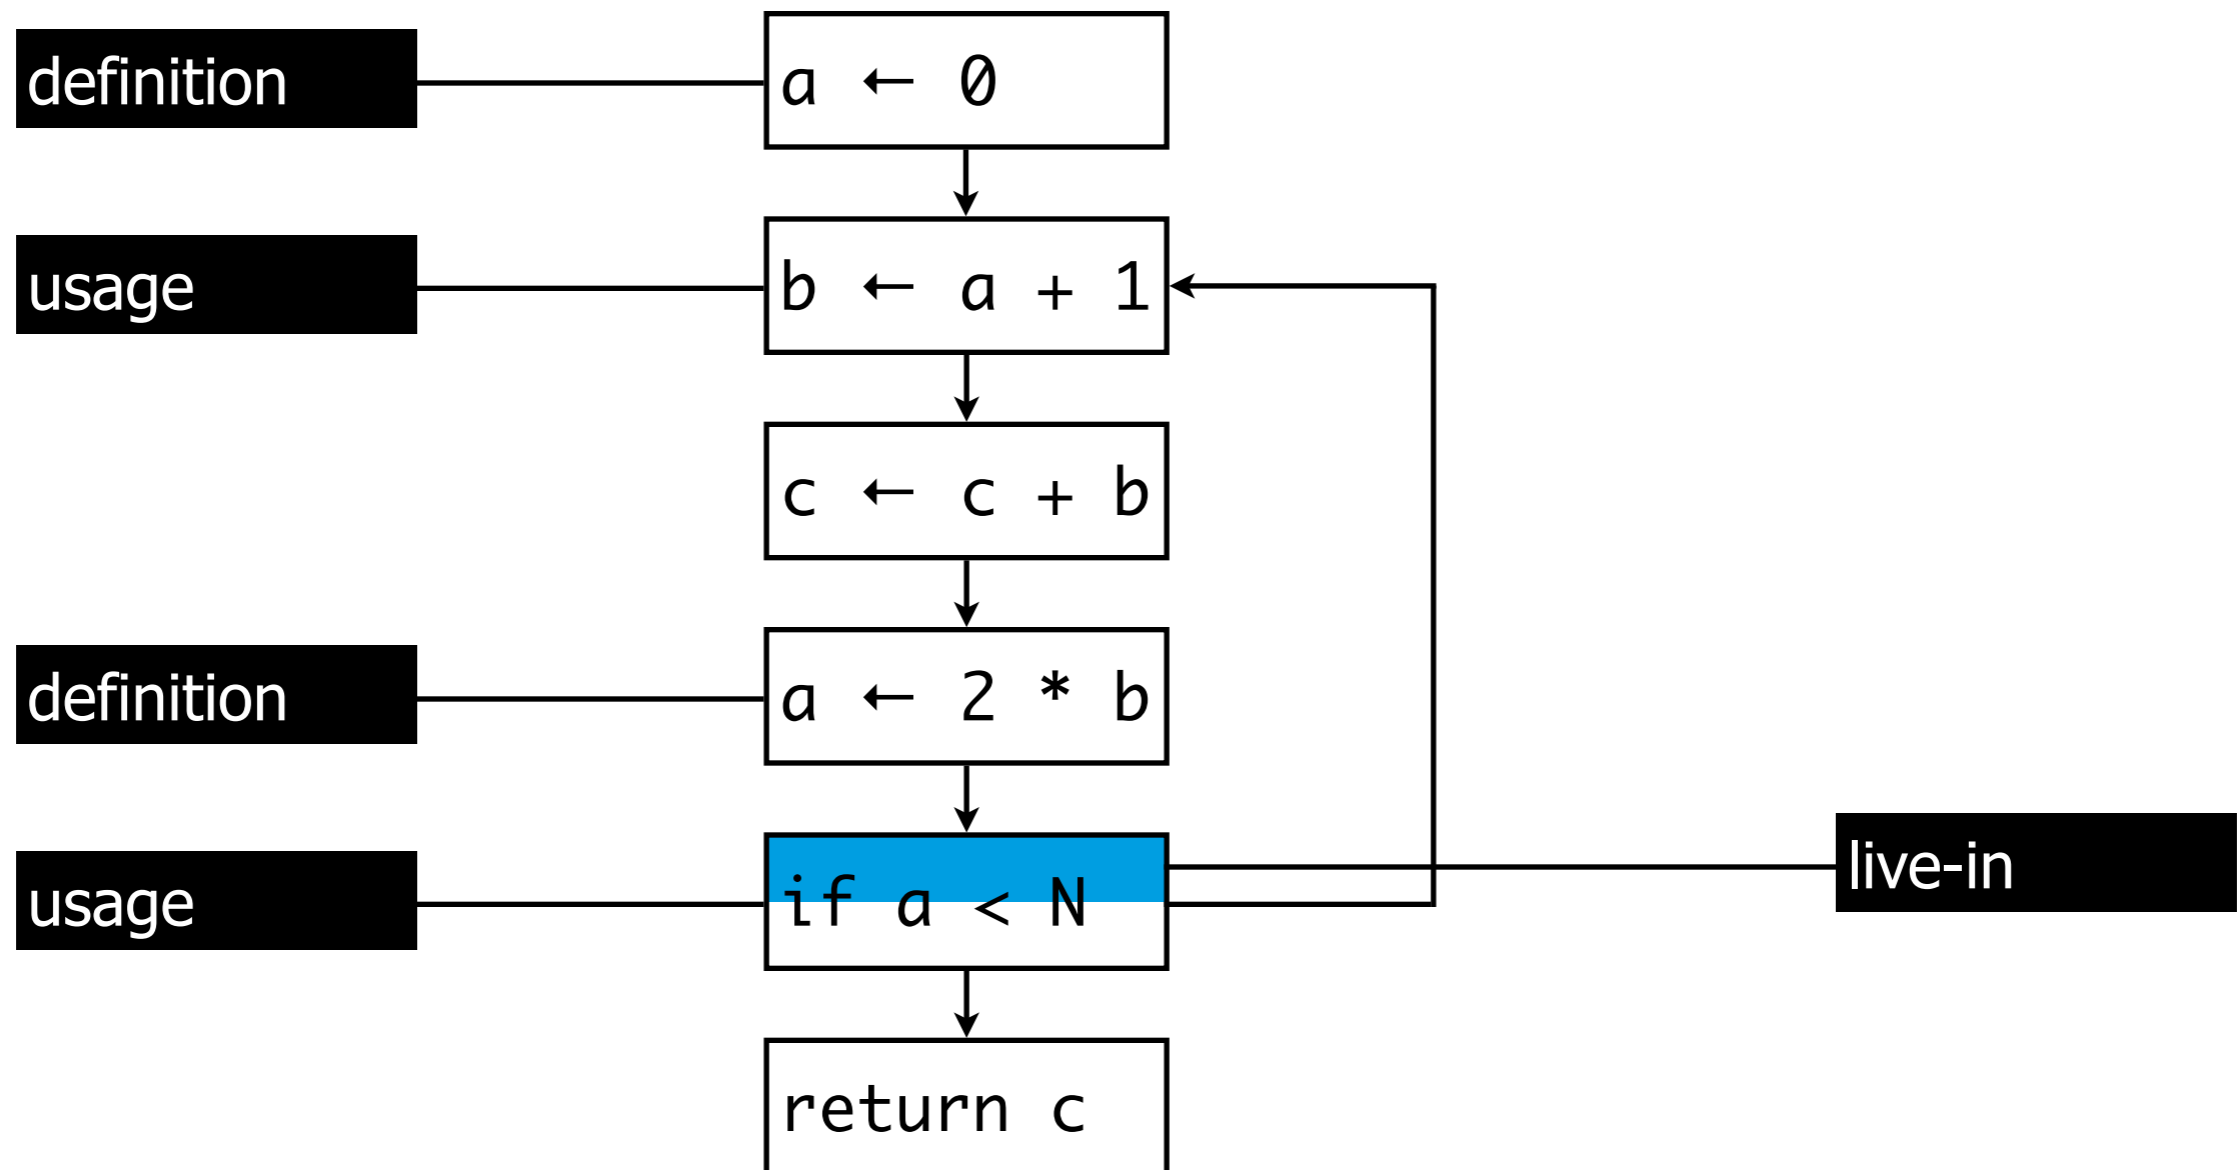 definition
a ← 0
usage
b ← a + 1
c ← c + b
definition
a ← 2 * b
usage
if a < N
live-in
return c